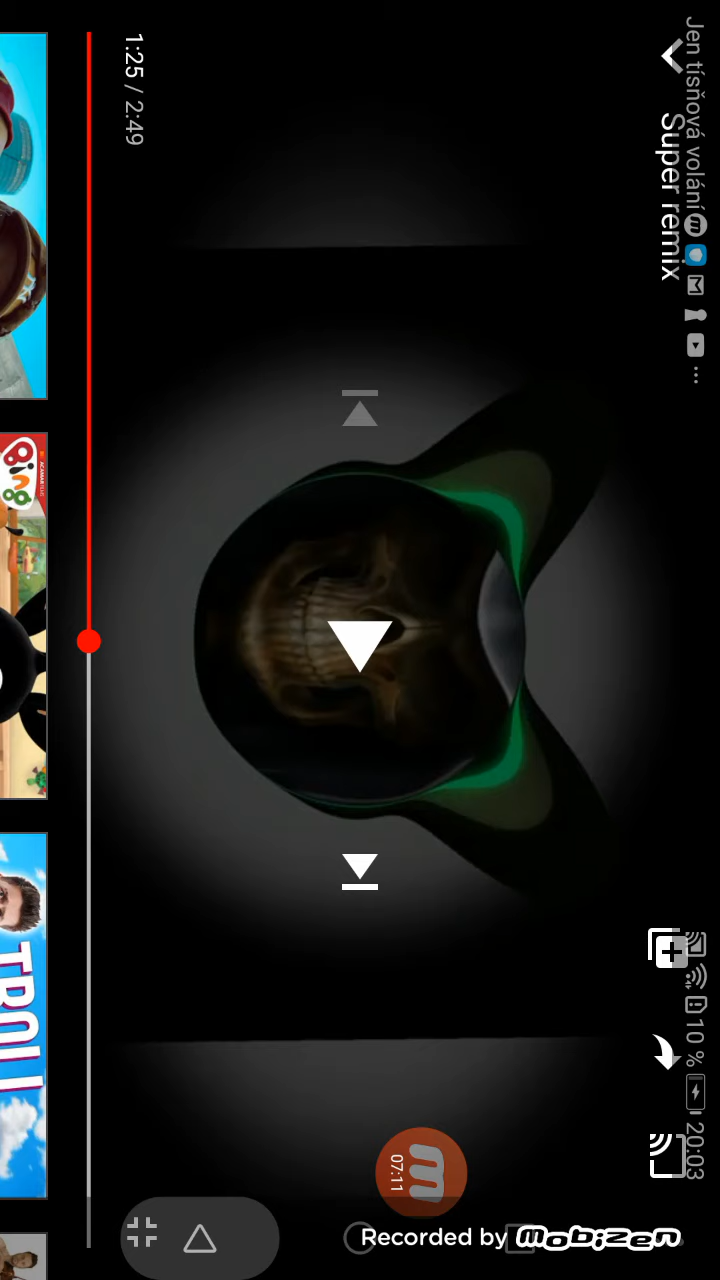 Jen tísňová volání
10 %
20:03
Super remix
07:11
1:25 / 2:49
Bing
TROLL
Recorded by mobizen